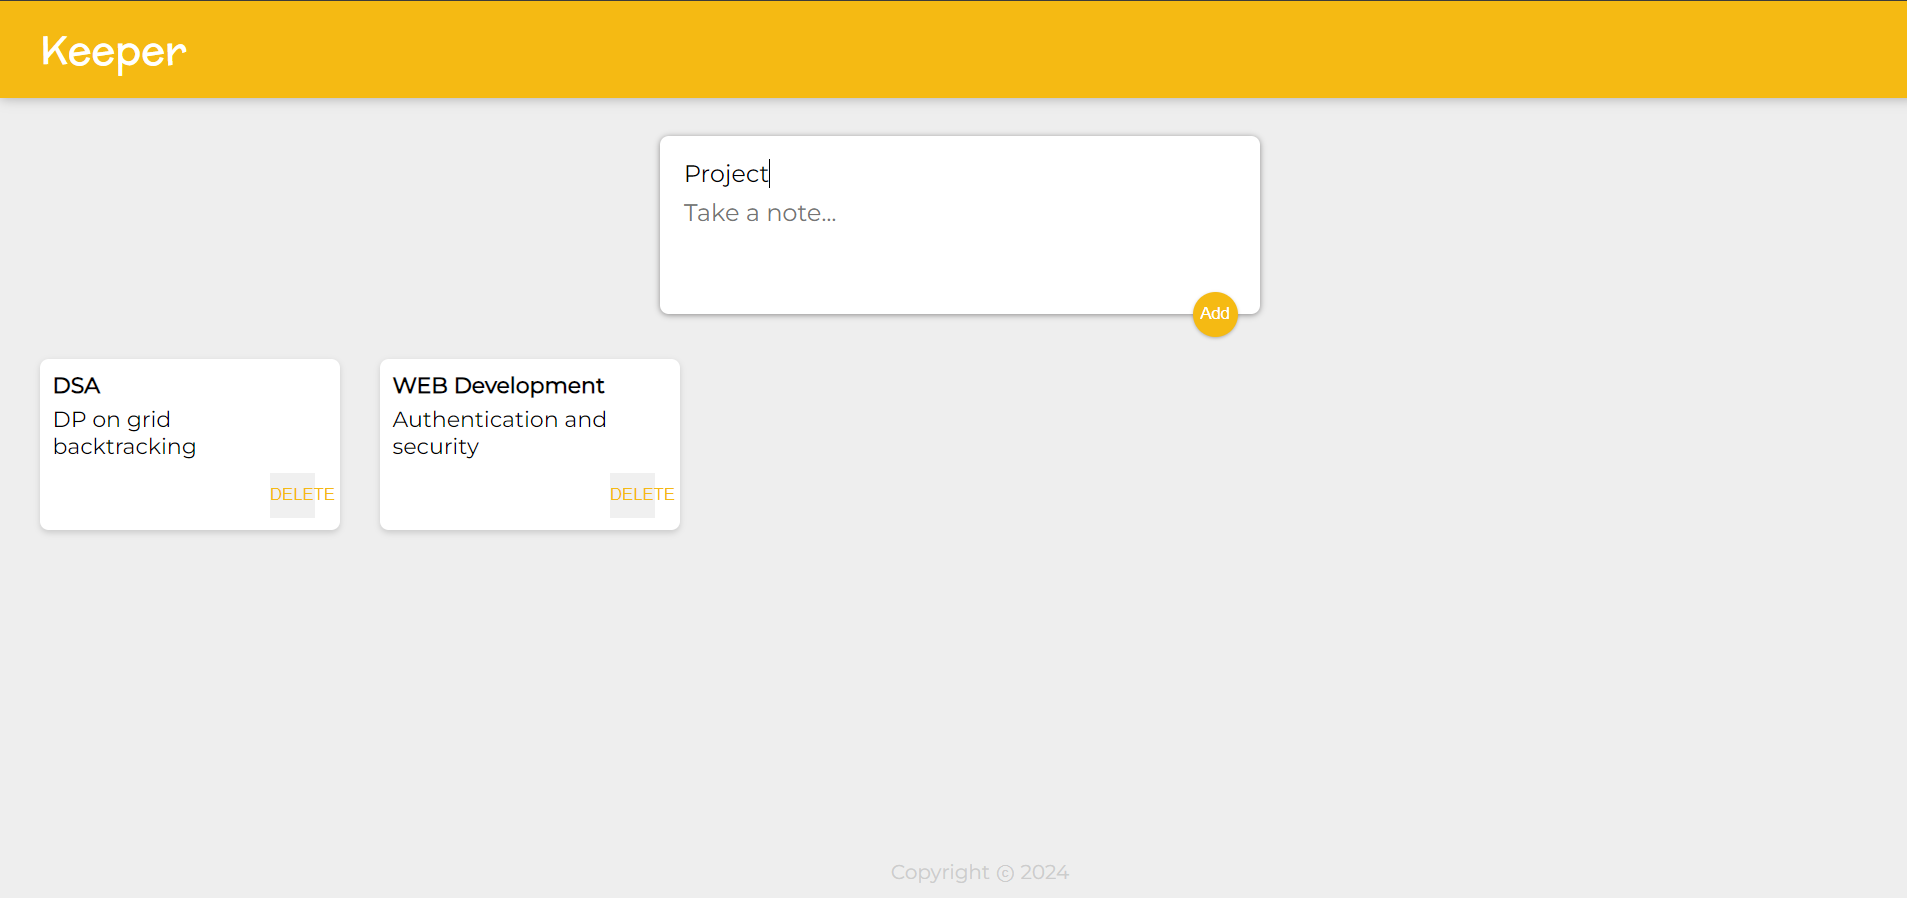 Keeper
Project
Take a note...
Add
DSA
DP on grid
backtracking
DELETE
WEB Development
Authentication and
security
DELETE
Copyright © 2024